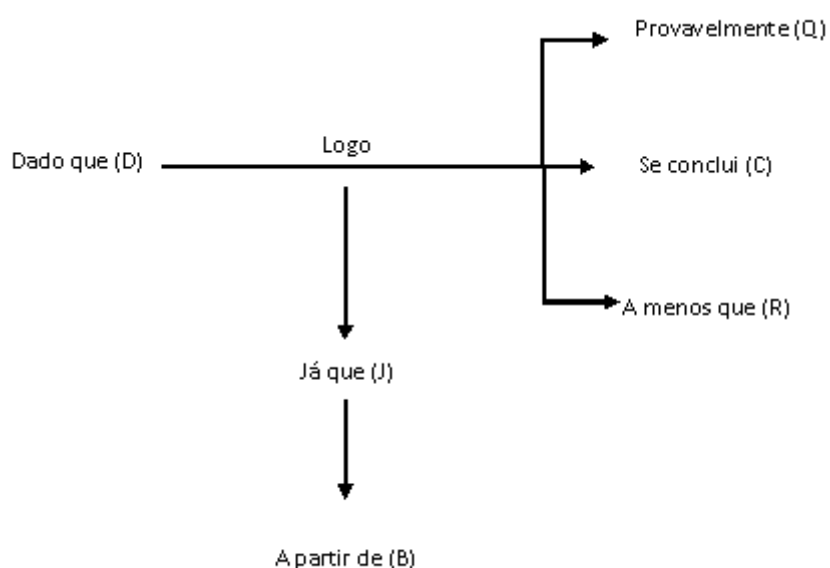 Provavelmente (Q)
Logo
Dado que (D)
Se conclui (C)
A menos que (R)
Já que (J)
A partir de (B)